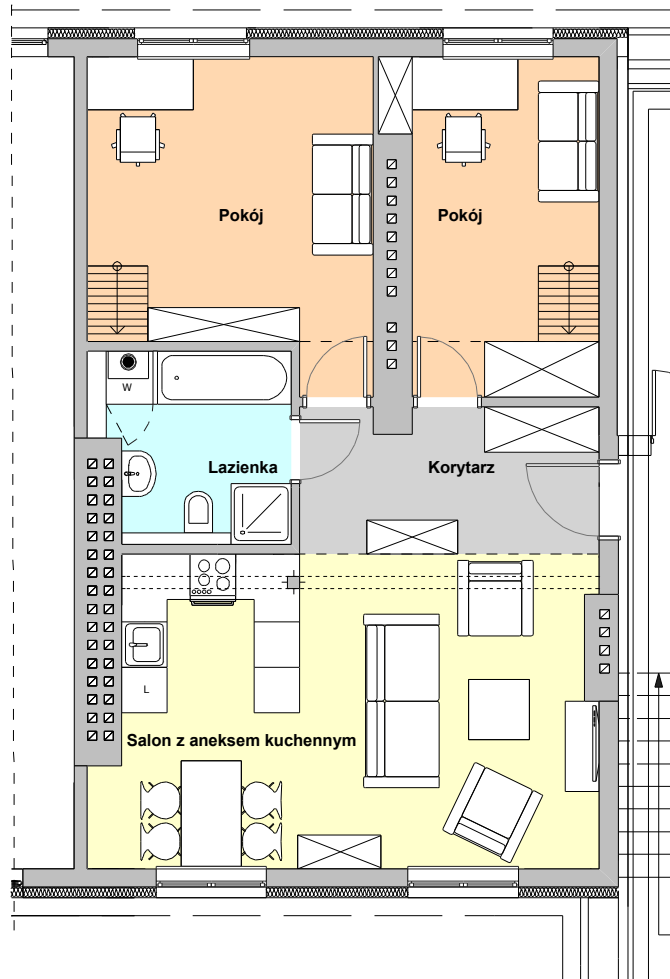 Pokój
Pokój
W
Lazienka
Korytarz
L
Salon z aneksem kuchennym